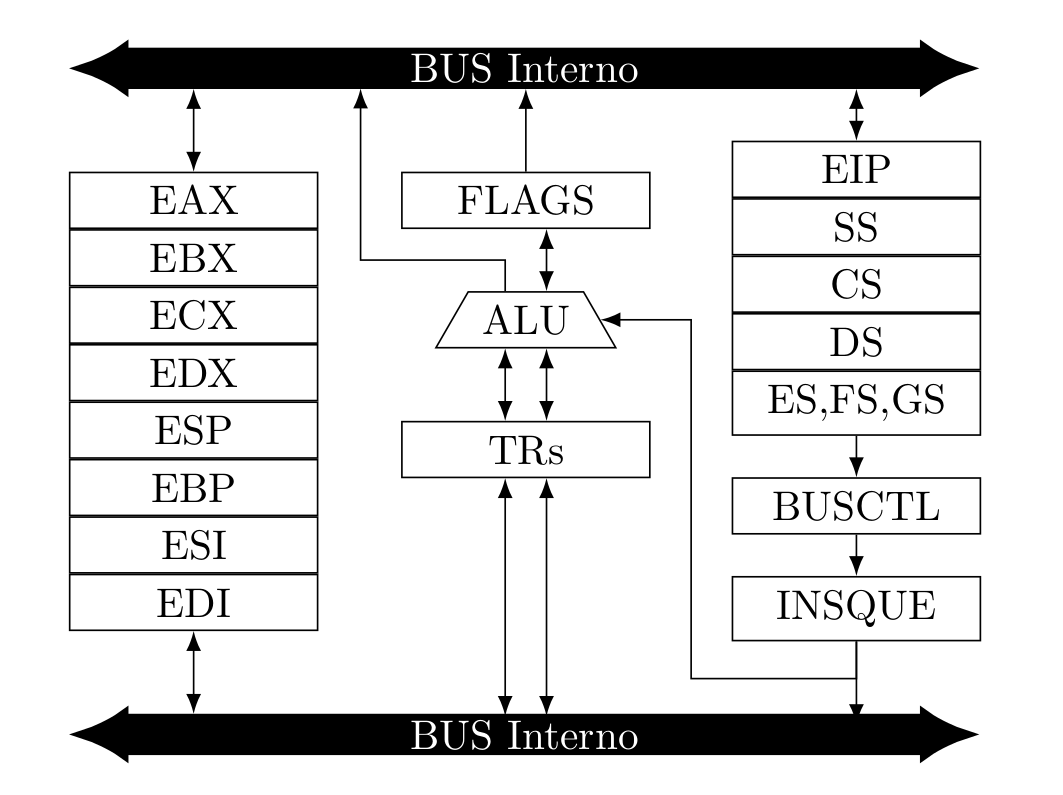 BUS Interno
EAX
EBX
ECX
EDX
ESP
EBP
ESI
EDI
FLAGS
ALU
TRs
EIP
SS
CS
DS
ES,FS,GS
BUSCTL
INSQUE
BUS Interno